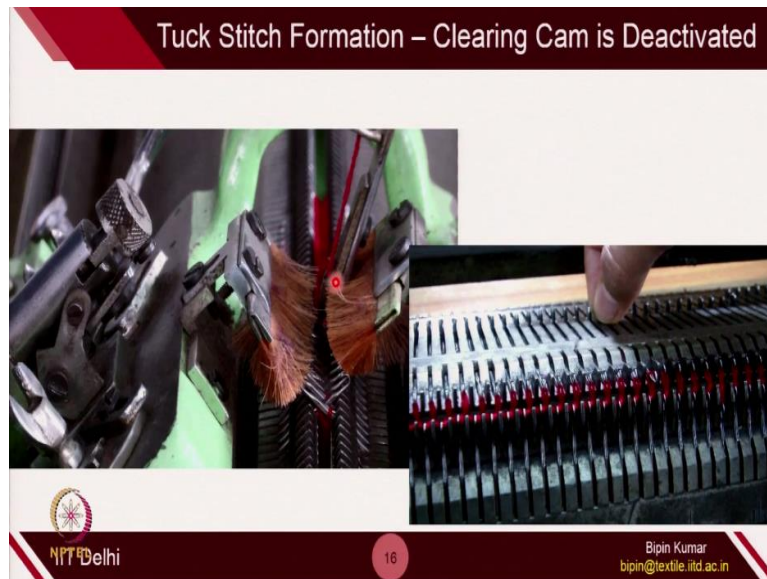 Tuck Stitch Formation – Clearing Cam is Deactivated
NPTEL
IIT Delhi
16
Bipin Kumar
bipin@textile.iitd.ac.in